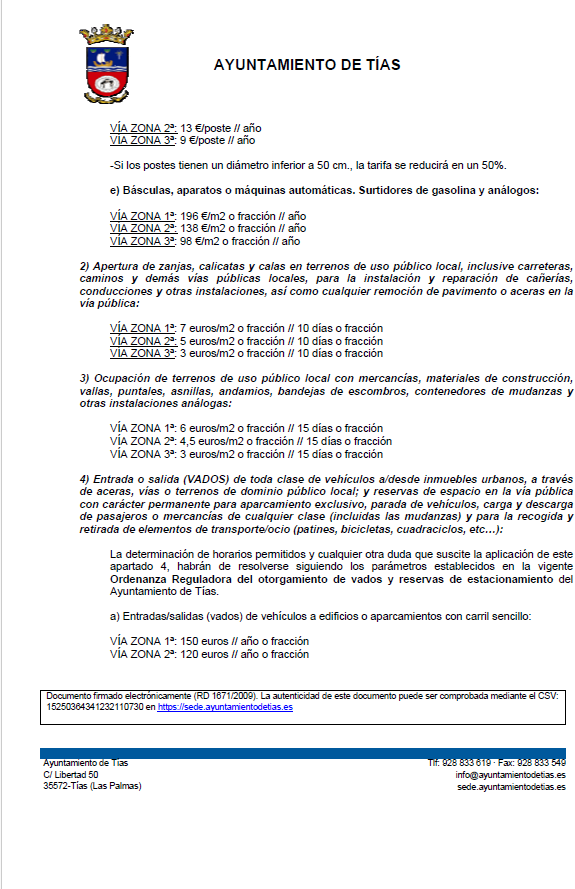 AYUNTAMIENTO DE TÍAS
VÍA ZONA 2ª: 13 €/poste // año
VÍA ZONA 3ª: 9 €/poste // año
-Si los postes tienen un diámetro inferior a 50 cm., la tarifa se reducirá en un 50%.
e) Básculas, aparatos o máquinas automáticas. Surtidores de gasolina y análogos:
VÍA ZONA 1ª: 196 €/m2 o fracción // año
VÍA ZONA 2ª: 138 €/m2 o fracción // año
VÍA ZONA 3ª: 98 €/m2 o fracción // año
2) Apertura de zanjas, calicatas y calas en terrenos de uso público local, inclusive carreteras,
caminos y demás vías públicas locales, para la instalación y reparación de cañerías,
conducciones y otras instalaciones, así como cualquier remoción de pavimento o aceras en la
vía pública:
VÍA ZONA 1ª: 7 euros/m2 o fracción // 10 días o fracción
VÍA ZONA 2ª: 5 euros/m2 o fracción // 10 días o fracción
VÍA ZONA 3ª: 3 euros/m2 o fracción // 10 días o fracción
3) Ocupación de terrenos de uso público local con mercancías, materiales de construcción,
vallas, puntales, asnillas, andamios, bandejas de escombros, contenedores de mudanzas y
otras instalaciones análogas:
VÍA ZONA 1ª: 6 euros/m2 o fracción // 15 días o fracción
VÍA ZONA 2ª: 4,5 euros/m2 o fracción // 15 días o fracción
VÍA ZONA 3ª: 3 euros/m2 o fracción // 15 días o fracción
4) Entrada o salida (VADOS) de toda clase de vehículos a/desde inmuebles urbanos, a través
de aceras, vías o terrenos de dominio público local; y reservas de espacio en la vía pública
con carácter permanente para aparcamiento exclusivo, parada de vehículos, carga y descarga
de pasajeros o mercancías de cualquier clase (incluidas las mudanzas) y para la recogida y
retirada de elementos de transporte/ocio (patines, bicicletas, cuadraciclos, etc…):
La determinación de horarios permitidos y cualquier otra duda que suscite la aplicación de este
apartado 4, habrán de resolverse siguiendo los parámetros establecidos en la vigente
Ordenanza Reguladora del otorgamiento de vados y reservas de estacionamiento del
Ayuntamiento de Tías.
a) Entradas/salidas (vados) de vehículos a edificios o aparcamientos con carril sencillo:
VÍA ZONA 1ª: 150 euros // año o fracción
VÍA ZONA 2ª: 120 euros // año o fracción
Documento firmado electrónicamente (RD 1671/2009). La autenticidad de este documento puede ser comprobada mediante el CSV:
15250364341232110730 en https://sede.ayuntamientodetias.es
Ayuntamiento de Tías
C/ Libertad 50
35572-Tías (Las Palmas)
Tlf: 928 833 619 · Fax: 928 833 549
info@ayuntamientodetias.es
sede.ayuntamientodetias.es